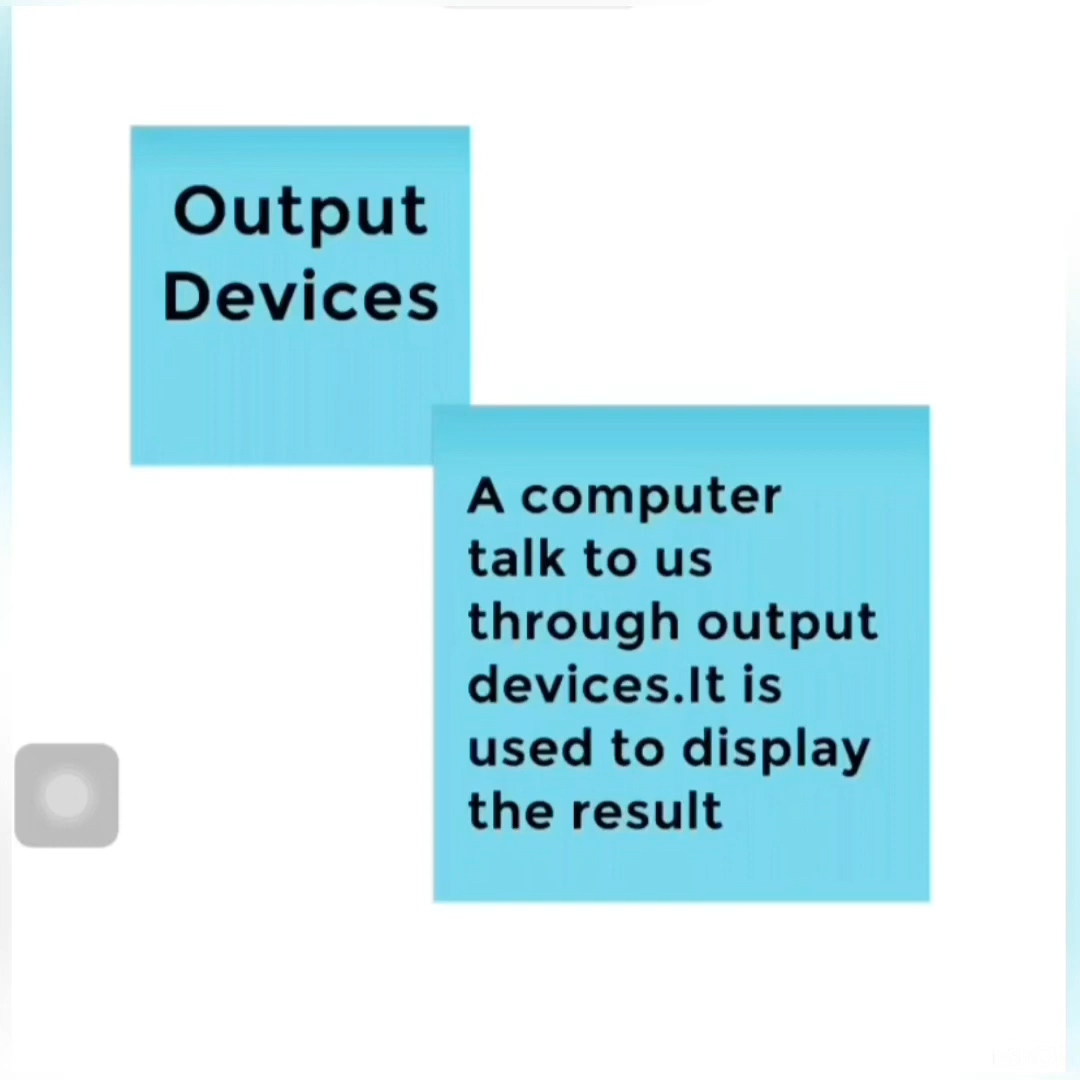 Output
Devices
A computer
talk to us
through output
devices.It is
used to display
the result